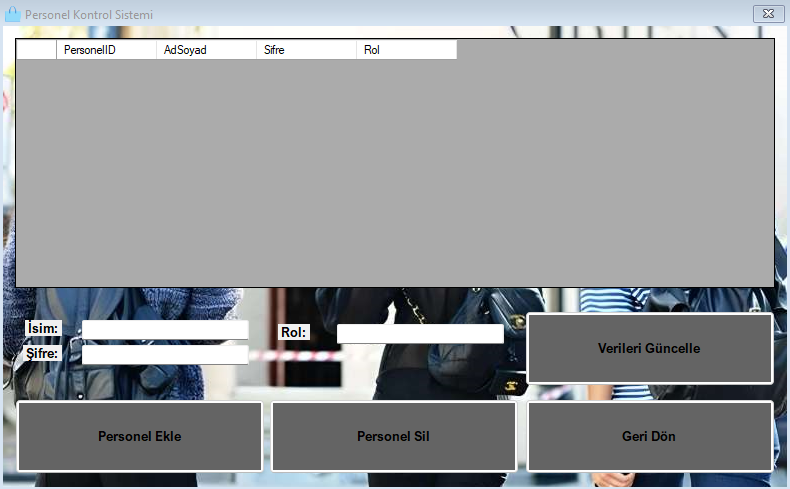 Personel Kontrol Sistemi
PersonelID AdSoyad Sifre Rol
İsim:
Rol:
Şifre:
Verileri Güncelle
Personel Ekle
Personel Sil
Geri Dön